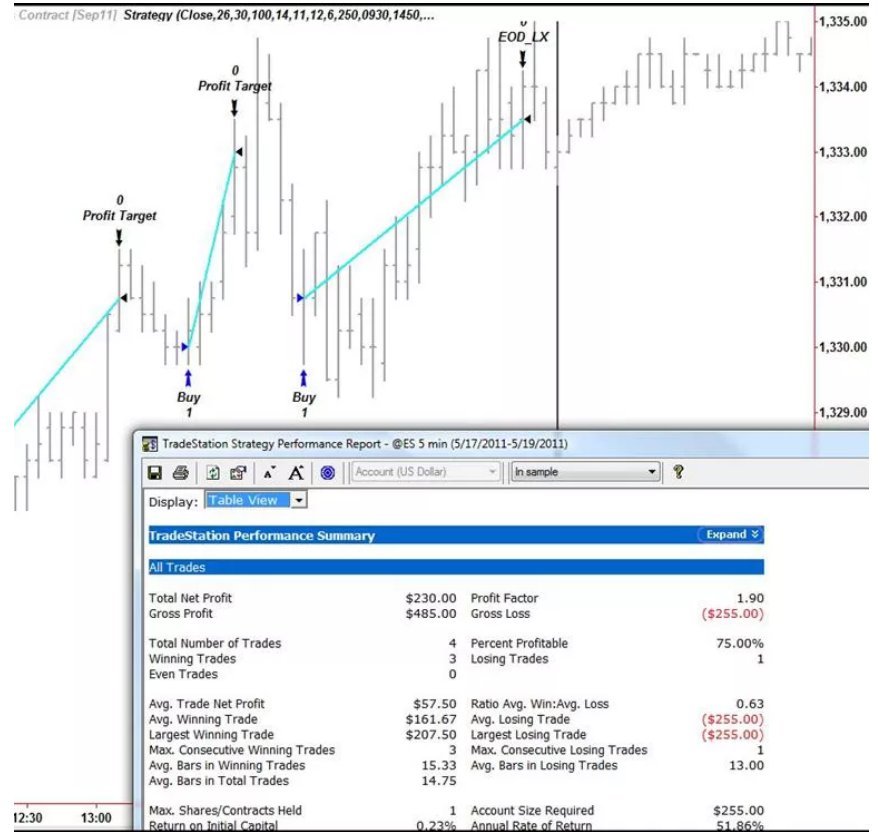 Contract [Sep11] Strategy (Close,26,30,100,14,11,12,6,250,0930,1450,...
1,335.00
0
EOD_LX
0
Profit Target
1,334.00
1,333.00
0
Profit Target
1,332.00
1,331.00
1,330.00
Buy
1
Buy
1
1,329.00
TradeStation Strategy Performance Report - @ES 5 min (5/17/2011-5/19/2011)
Account (US Dollar) In sample
Display: Table View
TradeStation Performance Summary Expand
All Trades
Total Net Profit $230.00 Profit Factor 1.90
Gross Profit $485.00 Gross Loss ($255.00)
Total Number of Trades 4 Percent Profitable 75.00%
Winning Trades 3 Losing Trades 1
Even Trades 0
Avg. Trade Net Profit $57.50 Ratio Avg. Win:Avg. Loss 0.63
Avg. Winning Trade $161.67 Avg. Losing Trade ($255.00)
Largest Winning Trade $207.50 Largest Losing Trade ($255.00)
Max. Consecutive Winning Trades 3 Max. Consecutive Losing Trades 1
Avg. Bars in Winning Trades 15.33 Avg. Bars in Losing Trades 13.00
Avg. Bars in Total Trades 14.75
12:30 13:00
Max. Shares/Contracts Held 1 Account Size Required $255.00
Return on Initial Capital 0.23% Annual Rate of Return 51.86%